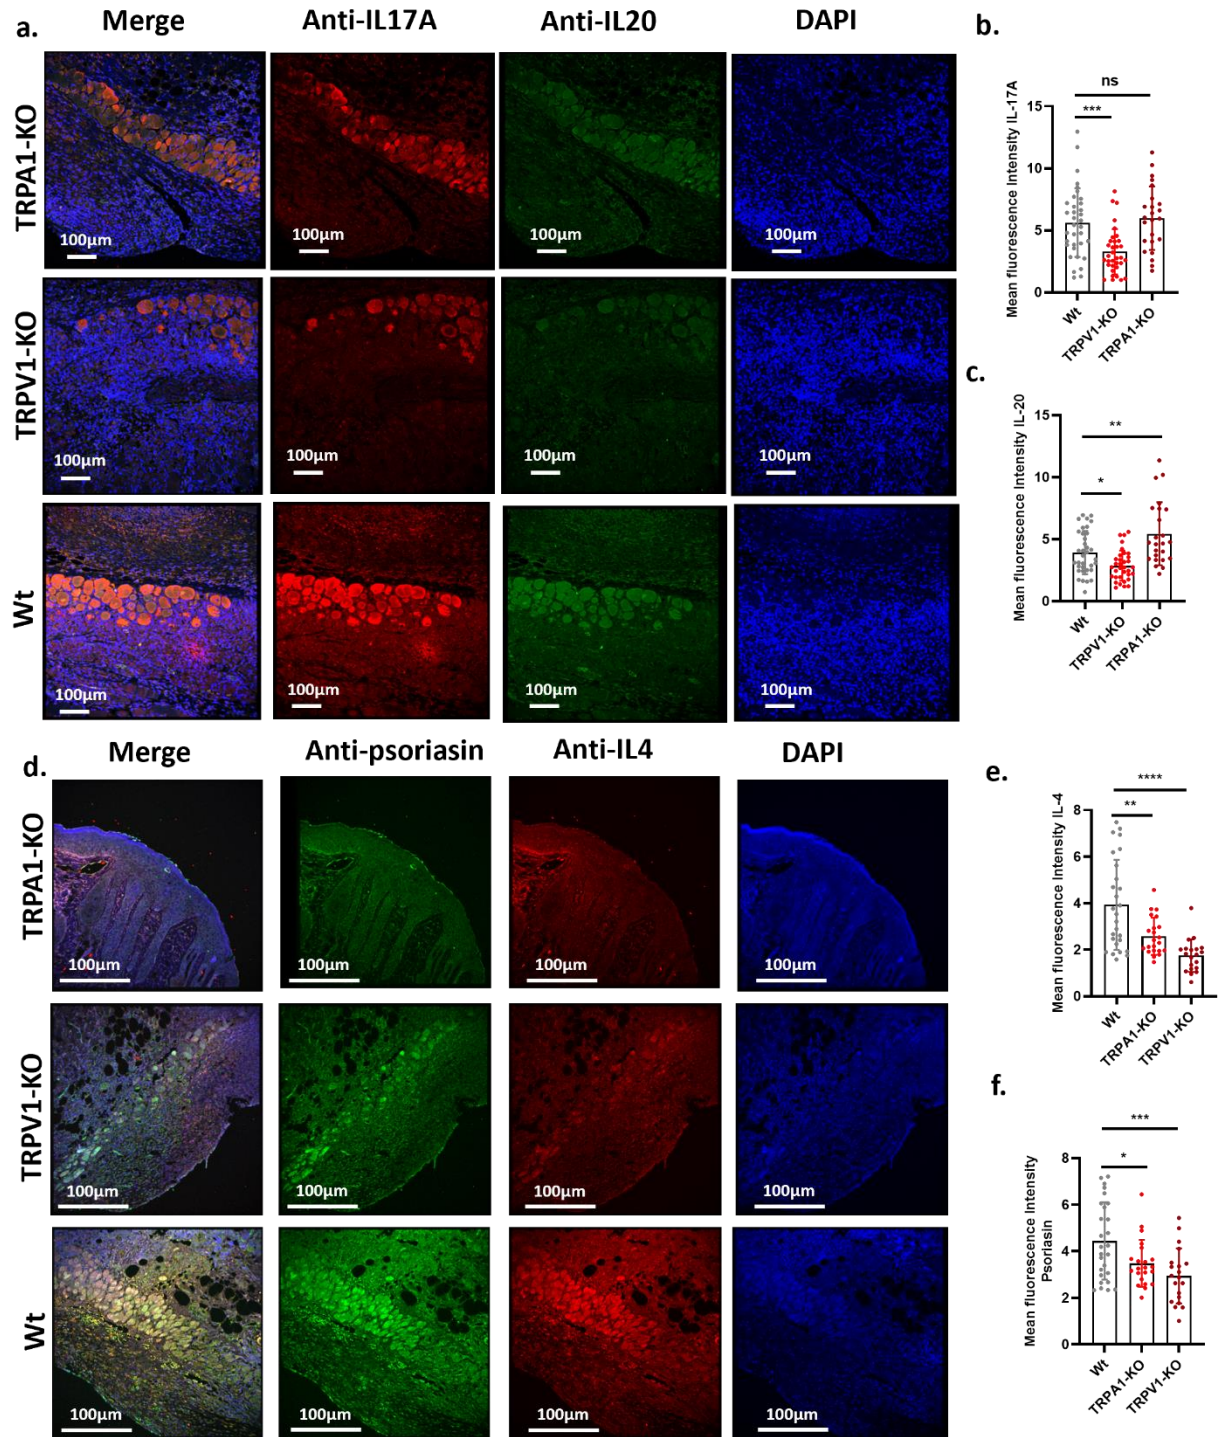 a.
Merge
Anti-IL17A
Anti-IL20
DAPI
TRPA1-KO
100µm
100µm
100µm
100µm
TRPV1-KO
100µm
100µm
100µm
100µm
Wt
100µm
100µm
100µm
100µm
b.
Mean fluorescence Intensity IL-17A
ns
***
15
10
5
0
Wt
TRPV1-KO
TRPA1-KO
c.
Mean fluorescence Intensity IL-20
**
*
15
10
5
0
Wt
TRPV1-KO
TRPA1-KO
d.
Merge
Anti-psoriasin
Anti-IL4
DAPI
TRPA1-KO
100µm
100µm
100µm
100µm
TRPV1-KO
100µm
100µm
100µm
100µm
Wt
100µm
100µm
100µm
100µm
e.
Mean fluorescence Intensity IL-4
****
**
8
6
4
2
0
Wt
TRPA1-KO
TRPV1-KO
f.
Mean fluorescence Intensity
Psoriasin
***
*
8
6
4
2
0
Wt
TRPA1-KO
TRPV1-KO